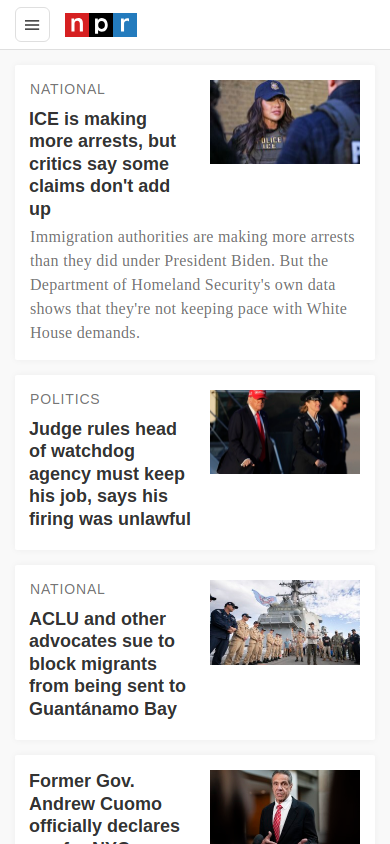 npr
NATIONAL
ICE is making
more arrests, but
critics say some
claims don't add
up
POLICE
ICE
Immigration authorities are making more arrests
than they did under President Biden. But the
Department of Homeland Security's own data
shows that they're not keeping pace with White
House demands.
POLITICS
Judge rules head
of watchdog
agency must keep
his job, says his
firing was unlawful
NATIONAL
ACLU and other
advocates sue to
block migrants
from being sent to
Guantánamo Bay
Former Gov.
Andrew Cuomo
officially declares